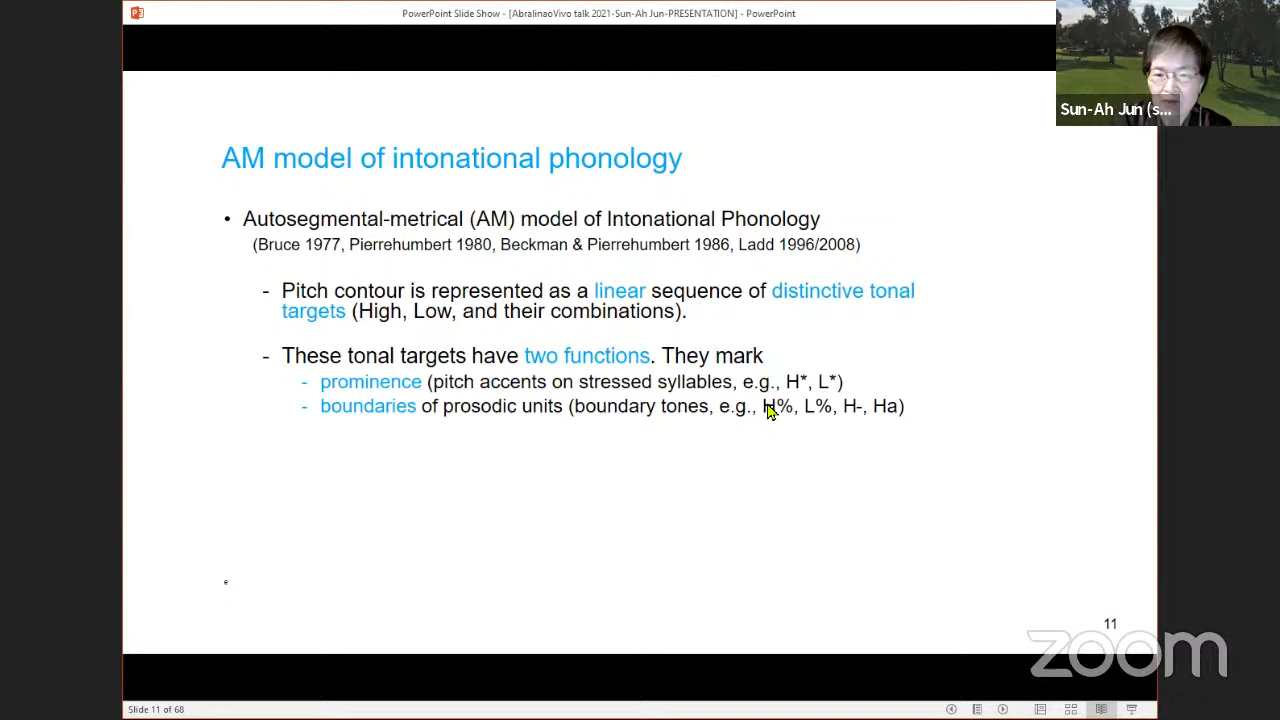 PowerPoint Slide Show - [AbralinaoVivo talk 2021-Sun-Ah Jun-PRESENTATION] - PowerPoint
Sun-Ah Jun (s...
AM model of intonational phonology
• Autosegmental-metrical (AM) model of Intonational Phonology
(Bruce 1977, Pierrehumbert 1980, Beckman & Pierrehumbert 1986, Ladd 1996/2008)
- Pitch contour is represented as a linear sequence of distinctive tonal
targets (High, Low, and their combinations).
- These tonal targets have two functions. They mark
- prominence (pitch accents on stressed syllables, e.g., H*, L*)
- boundaries of prosodic units (boundary tones, e.g., H%, L%, H-, Ha)
e
11
zoom
Slide 11 of 68